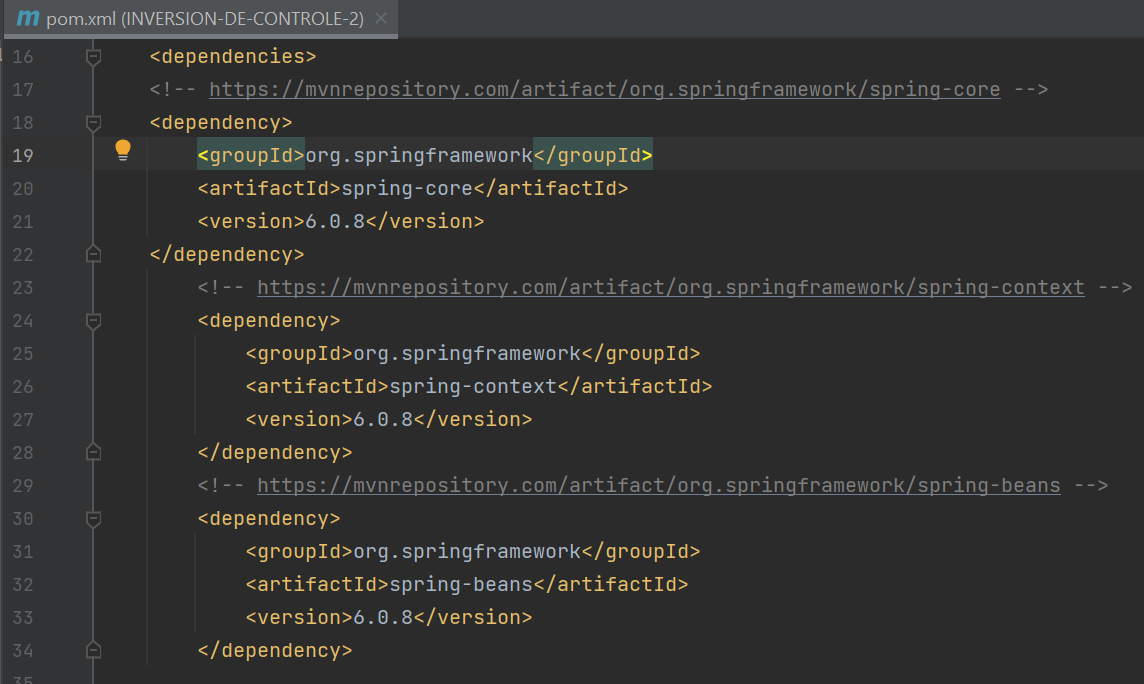 m pom.xml (INVERSION-DE-CONTROLE-2) ×
16 <dependencies>
17 <!-- https://mvnrepository.com/artifact/org.springframework/spring-core -->
18 <dependency>
19 <groupId>org.springframework</groupId>
20 <artifactId>spring-core</artifactId>
21 <version>6.0.8</version>
22 </dependency>
23 <!-- https://mvnrepository.com/artifact/org.springframework/spring-context -->
24 <dependency>
25 <groupId>org.springframework</groupId>
26 <artifactId>spring-context</artifactId>
27 <version>6.0.8</version>
28 </dependency>
29 <!-- https://mvnrepository.com/artifact/org.springframework/spring-beans -->
30 <dependency>
31 <groupId>org.springframework</groupId>
32 <artifactId>spring-beans</artifactId>
33 <version>6.0.8</version>
34 </dependency>
35